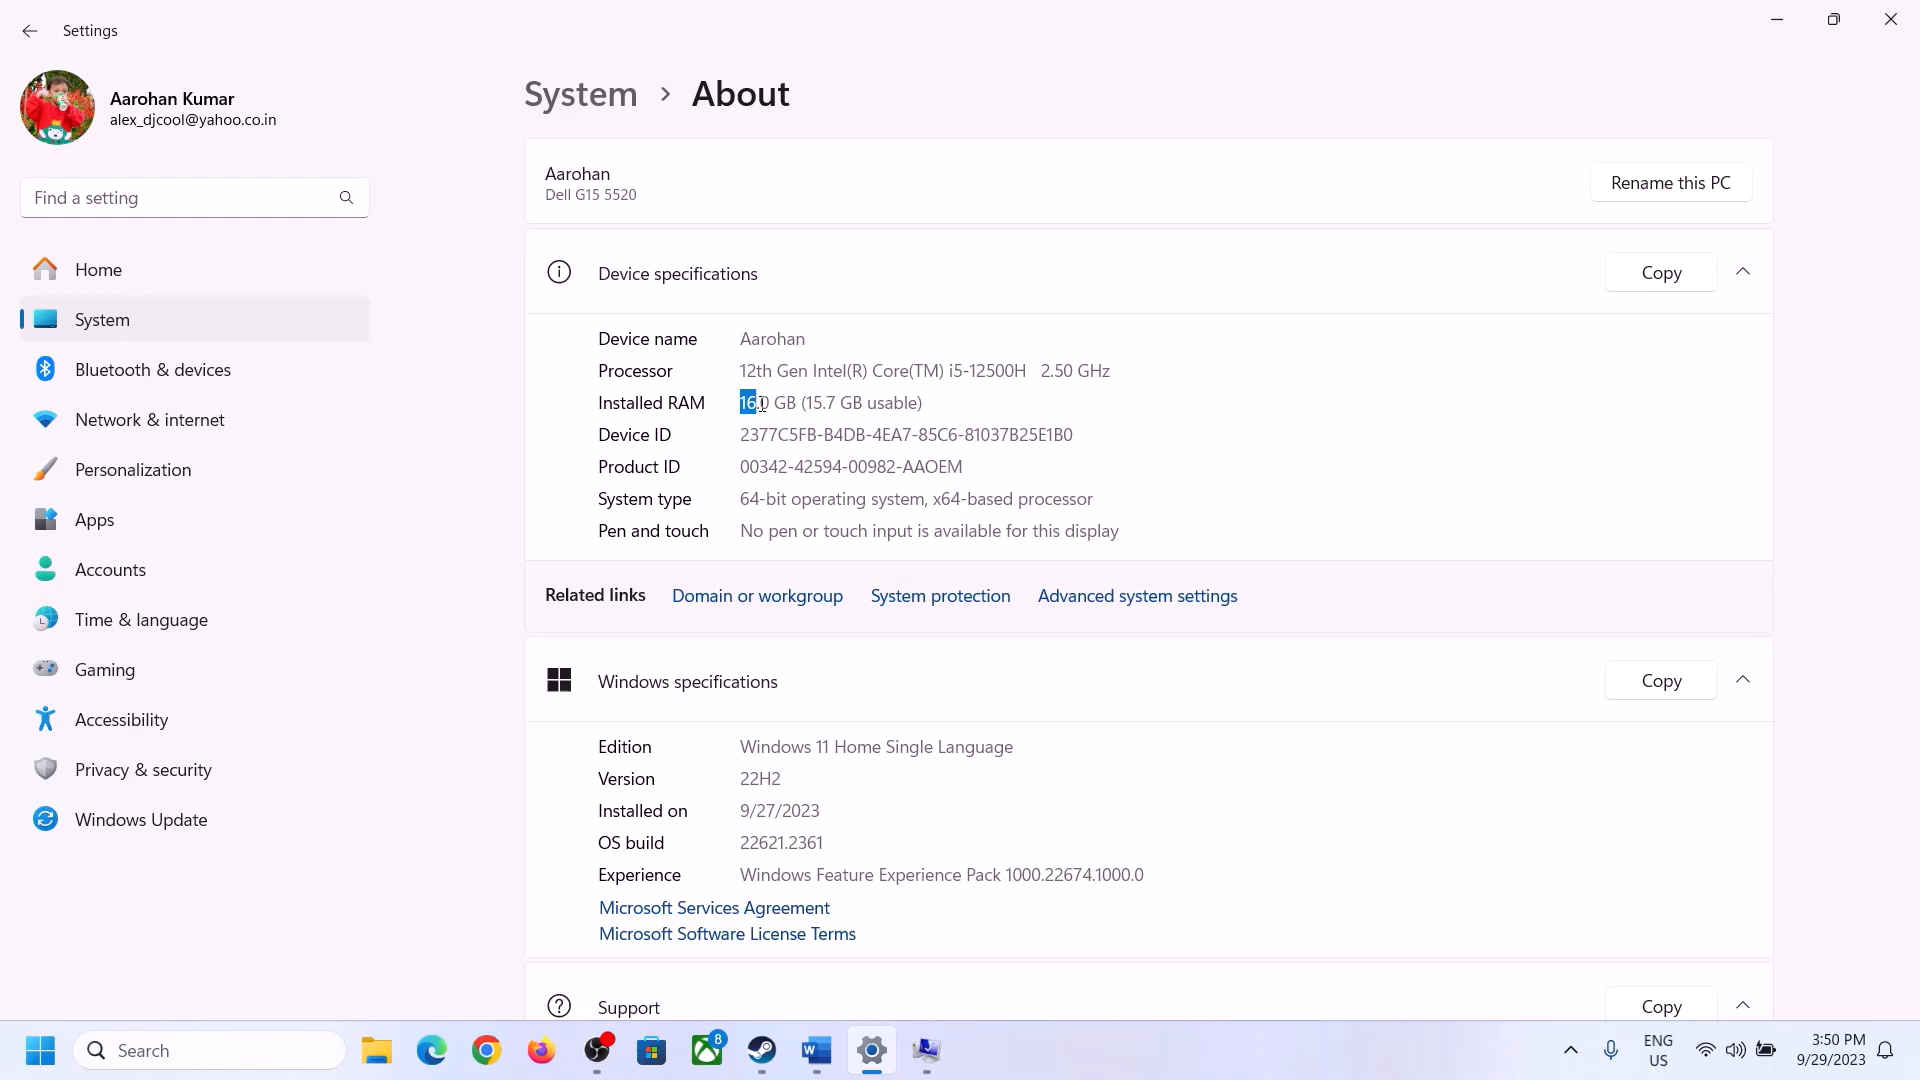 Settings
Aarohan Kumar
alex_djcool@yahoo.co.in
Find a setting
Home
System
Bluetooth & devices
Network & internet
Personalization
Apps
Accounts
Time & language
Gaming
Accessibility
Privacy & security
Windows Update
System > About
Aarohan
Dell G15 5520
Rename this PC
Device specifications
Copy
Device name Aarohan
Processor 12th Gen Intel(R) Core(TM) i5-12500H 2.50 GHz
Installed RAM 16.0 GB (15.7 GB usable)
Device ID 2377C5FB-B4DB-4EA7-85C6-81037B25E1B0
Product ID 00342-42594-00982-AAOEM
System type 64-bit operating system, x64-based processor
Pen and touch No pen or touch input is available for this display
Related links Domain or workgroup System protection Advanced system settings
Windows specifications
Copy
Edition Windows 11 Home Single Language
Version 22H2
Installed on 9/27/2023
OS build 22621.2361
Experience Windows Feature Experience Pack 1000.22674.1000.0
Microsoft Services Agreement
Microsoft Software License Terms
Support
Copy
Search
8
W
ENG
US
3:50 PM
9/29/2023